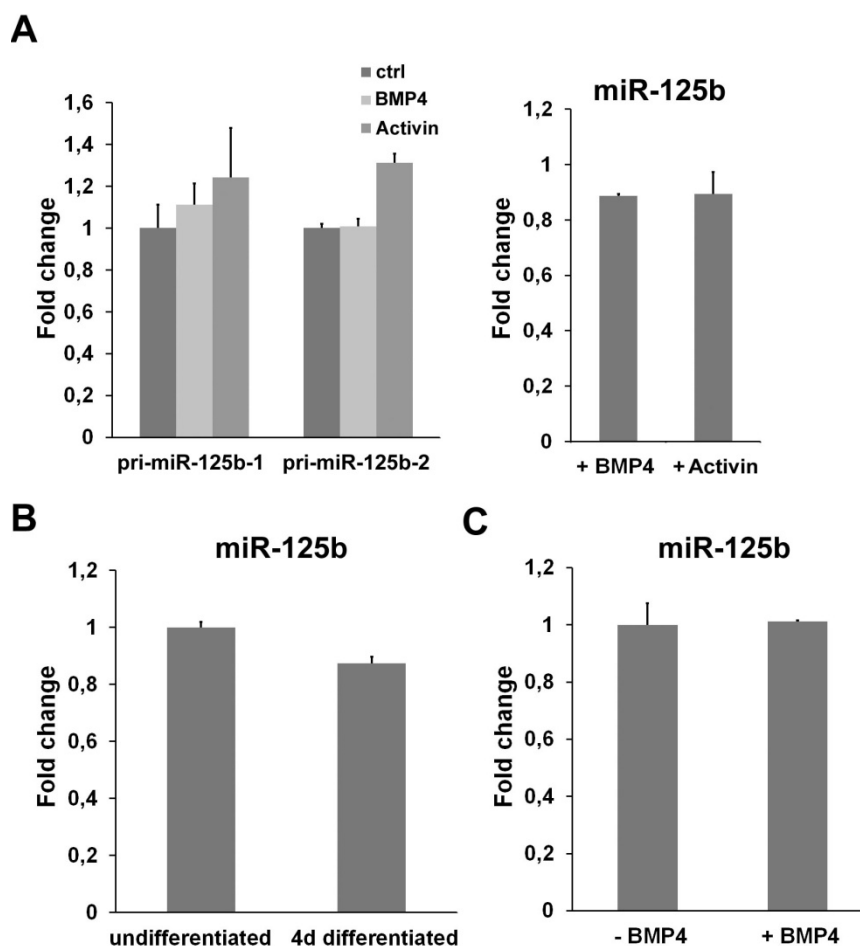 A
ctrl
BMP4
Activin
Fold change
1,6
1,4
1,2
1
0,8
0,6
0,4
0,2
0
pri-miR-125b-1 pri-miR-125b-2
miR-125b
Fold change
1,2
1
0,8
0,6
0,4
0,2
0
+ BMP4 + Activin
B
miR-125b
Fold change
1,2
1
0,8
0,6
0,4
0,2
0
undifferentiated 4d differentiated
C
miR-125b
Fold change
1,2
1
0,8
0,6
0,4
0,2
0
- BMP4 + BMP4